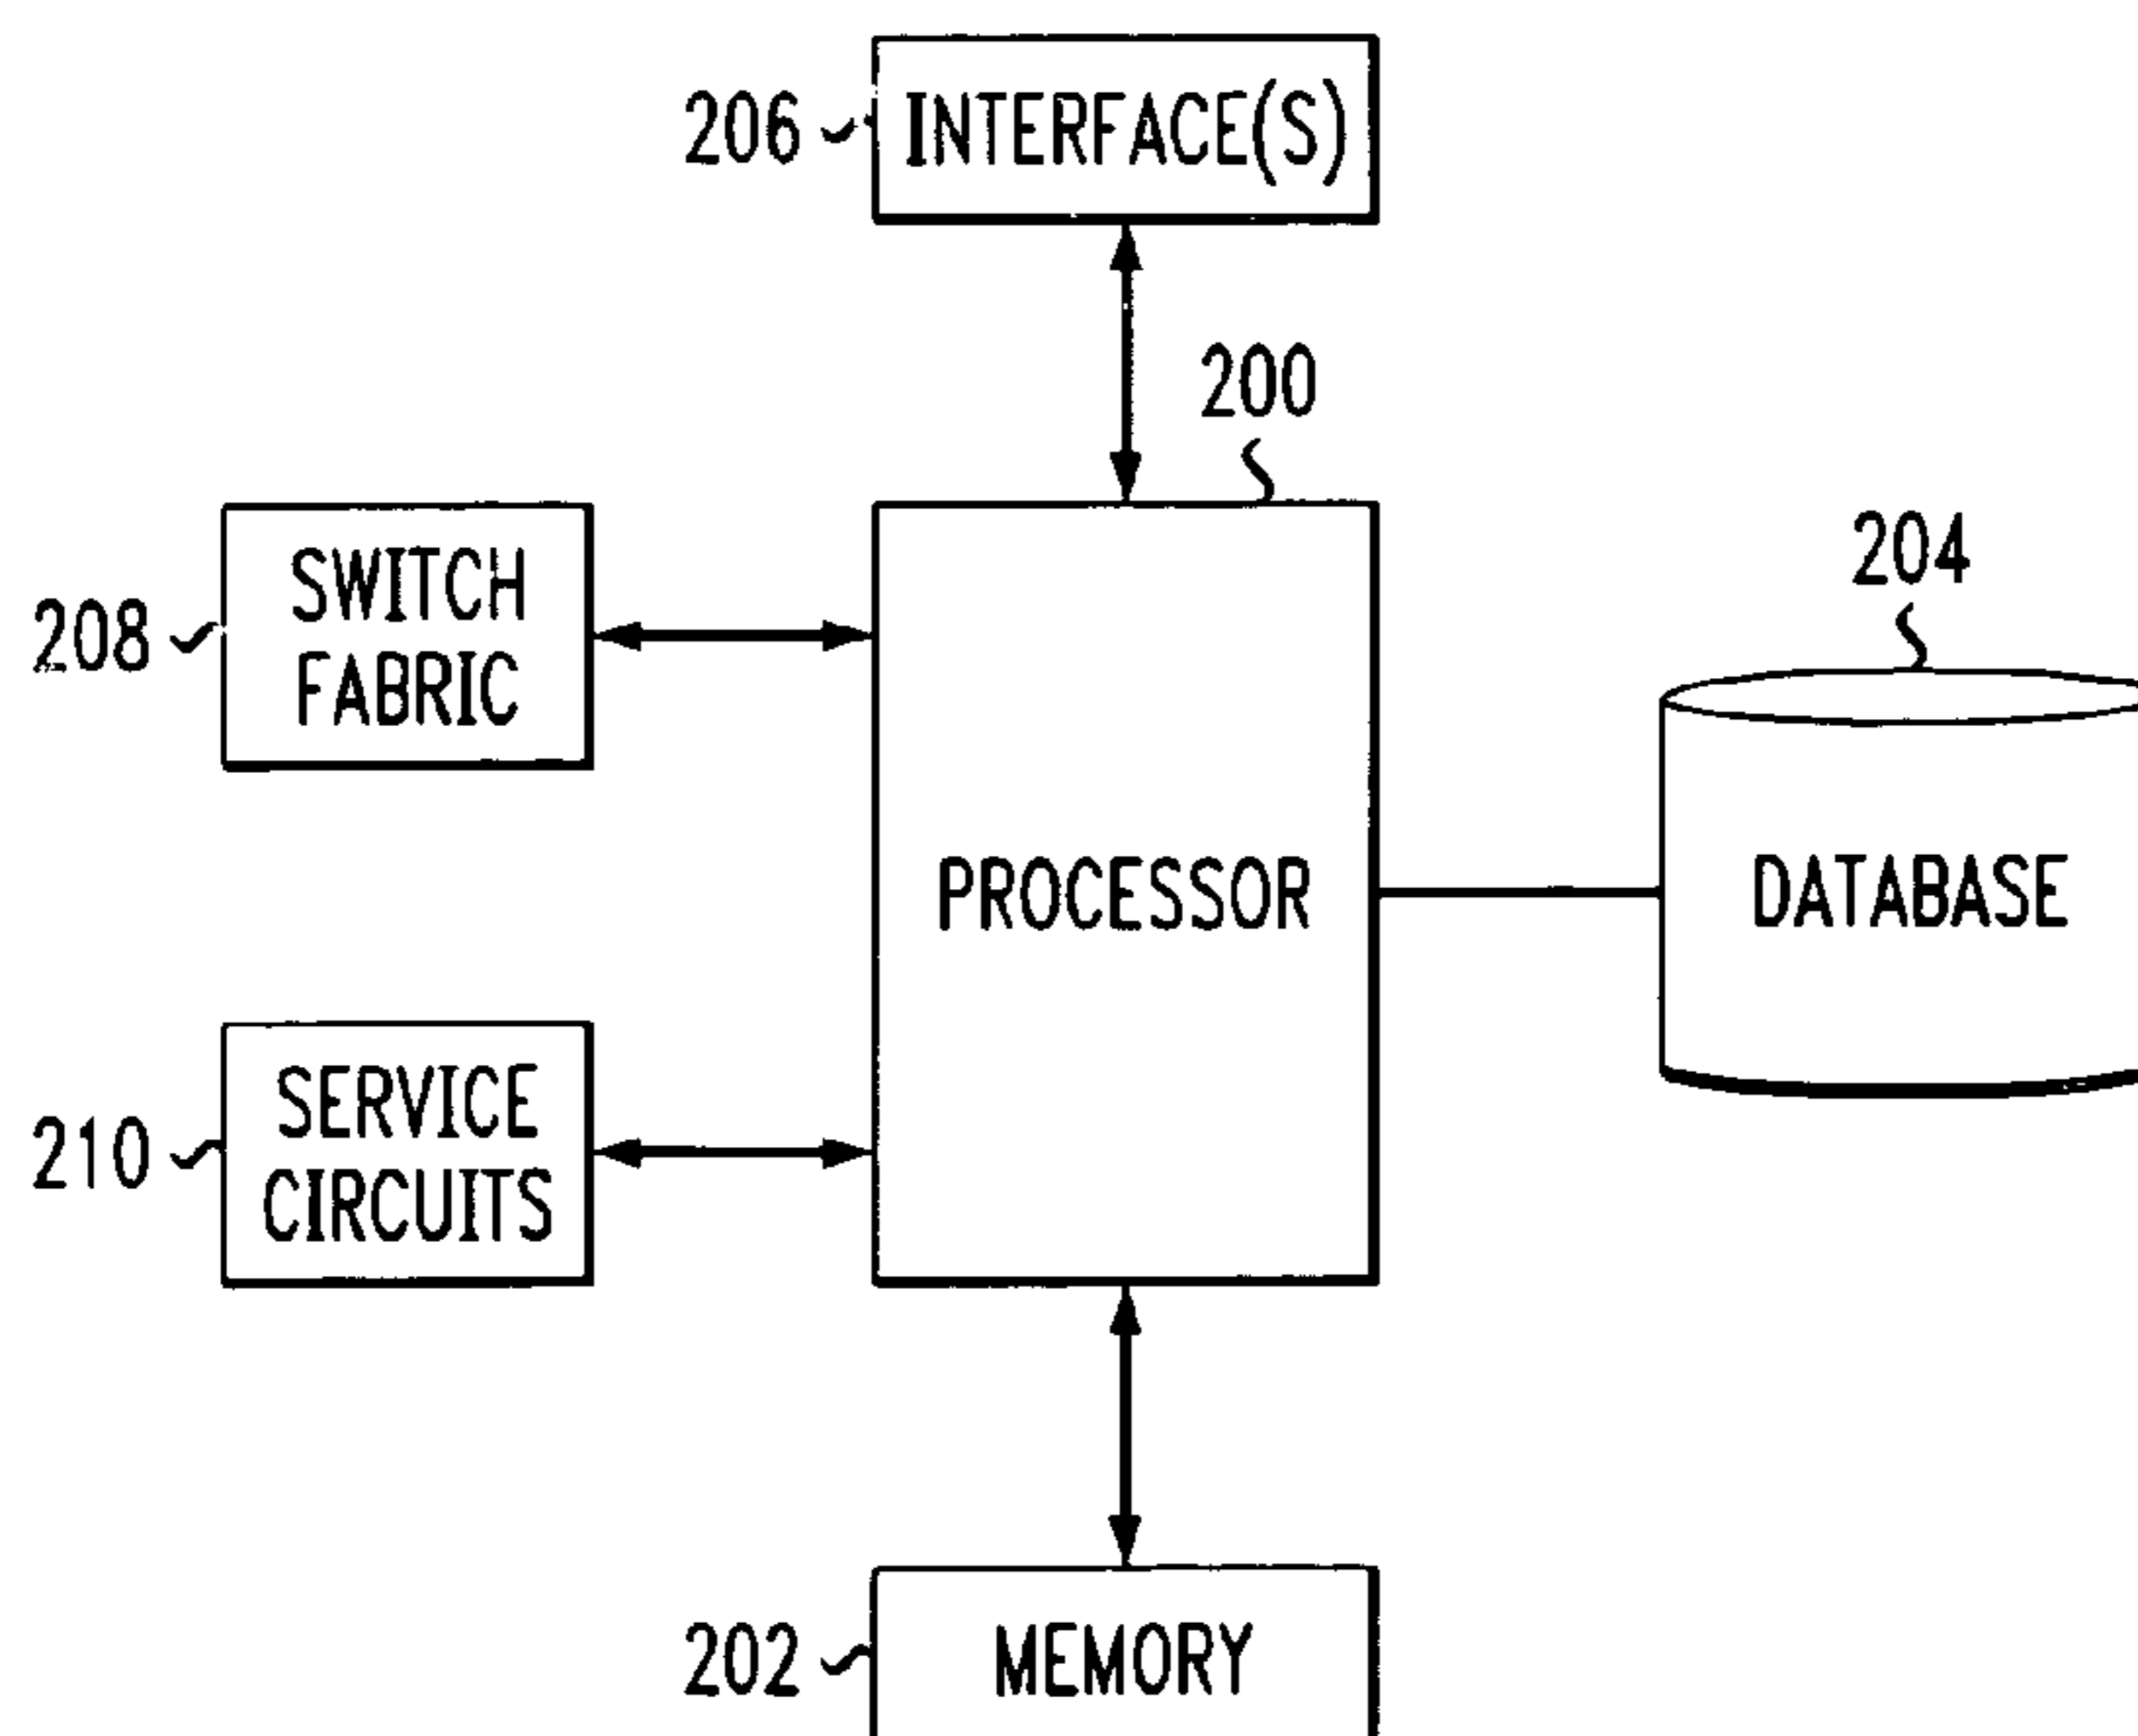 206
INTERFACE(S)
200
208
SWITCH
FABRIC
204
PROCESSOR
DATABASE
210
SERVICE
CIRCUITS
202
MEMORY